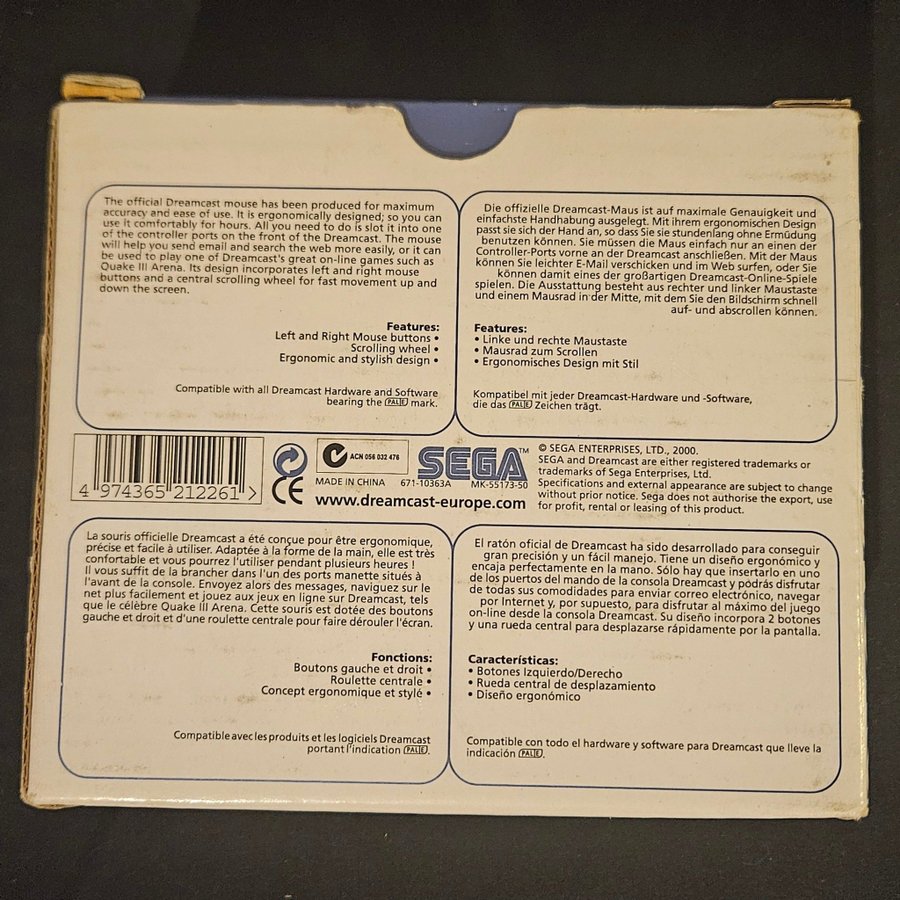 The official Dreamcast mouse has been produced for maximum
accuracy and ease of use. It is ergonomically designed; so you can
use it comfortably for hours. All you need to do is slot it into one
of the controller ports on the front of the Dreamcast. The mouse
will help you send email and search the web more easily, or it can
be used to play one of Dreamcast's great on-line games such as
Quake III Arena. Its design incorporates left and right mouse
buttons and a central scrolling wheel for fast movement up and
down the screen.
Features:
Left and Right Mouse buttons •
Scrolling wheel •
Ergonomic and stylish design •
Compatible with all Dreamcast Hardware and Software
bearing the PAL/E mark.
Die offizielle Dreamcast-Maus ist auf maximale Genauigkeit und
einfachste Handhabung ausgelegt. Mit ihrem ergonomischen Design
passt sie sich der Hand an, so dass Sie sie stundenlang ohne Ermüdung
benutzen können. Sie müssen die Maus einfach nur an einen der
Controller-Ports vorne an der Dreamcast anschließen. Mit der Maus
können Sie leichter E-Mail verschicken und im Web surfen, oder Sie
können damit eines der großartigen Dreamcast-Online-Spiele
spielen. Die Ausstattung besteht aus rechter und linker Maustaste
und einem Mausrad in der Mitte, mit dem Sie den Bildschirm schnell
auf- und abscrollen können.
Features:
• Linke und rechte Maustaste
• Mausrad zum Scrollen
• Ergonomisches Design mit Stil
Kompatibel mit jeder Dreamcast-Hardware und -Software,
die das PAL/E Zeichen trägt.
4 974365 212261 >
ACN 056 032 476
MADE IN CHINA
671-10363A
SEGA™
MK-55173-50
CE
www.dreamcast-europe.com
© SEGA ENTERPRISES, LTD., 2000.
SEGA and Dreamcast are either registered trademarks or
trademarks of Sega Enterprises, Ltd.
Specifications and external appearance are subject to change
without prior notice. Sega does not authorise the export, use
for profit, rental or leasing of this product.
La souris officielle Dreamcast a été conçue pour être ergonomique,
précise et facile à utiliser. Adaptée à la forme de la main, elle est très
confortable et vous pourrez l'utiliser pendant plusieurs heures !
Il vous suffit de la brancher dans l'un des ports manette situés à
l'avant de la console. Envoyez alors des messages, naviguez sur le
net plus facilement et jouez aux jeux en ligne sur Dreamcast, tels
que le célèbre Quake III Arena. Cette souris est dotée des boutons
gauche et droit et d'une roulette centrale pour faire dérouler l'écran.
Fonctions:
Boutons gauche et droit •
Roulette centrale •
Concept ergonomique et stylé •
Compatible avec les produits et les logiciels Dreamcast
portant l'indication PAL/E.
El ratón oficial de Dreamcast ha sido desarrollado para conseguir
gran precisión y un fácil manejo. Tiene un diseño ergonómico y
encaja perfectamente en la mano. Sólo hay que insertarlo en uno
de los puertos del mando de la consola Dreamcast y podrás disfrutar
de todas sus comodidades para enviar correo electrónico, navegar
por Internet y, por supuesto, para disfrutar al máximo del juego
on-line desde la consola Dreamcast. Su diseño incorpora 2 botones
y una rueda central para desplazarse rápidamente por la pantalla.
Características:
• Botones Izquierdo/Derecho
• Rueda central de desplazamiento
• Diseño ergonómico
Compatible con todo el hardware y software para Dreamcast que lleve la
indicación PAL/E.